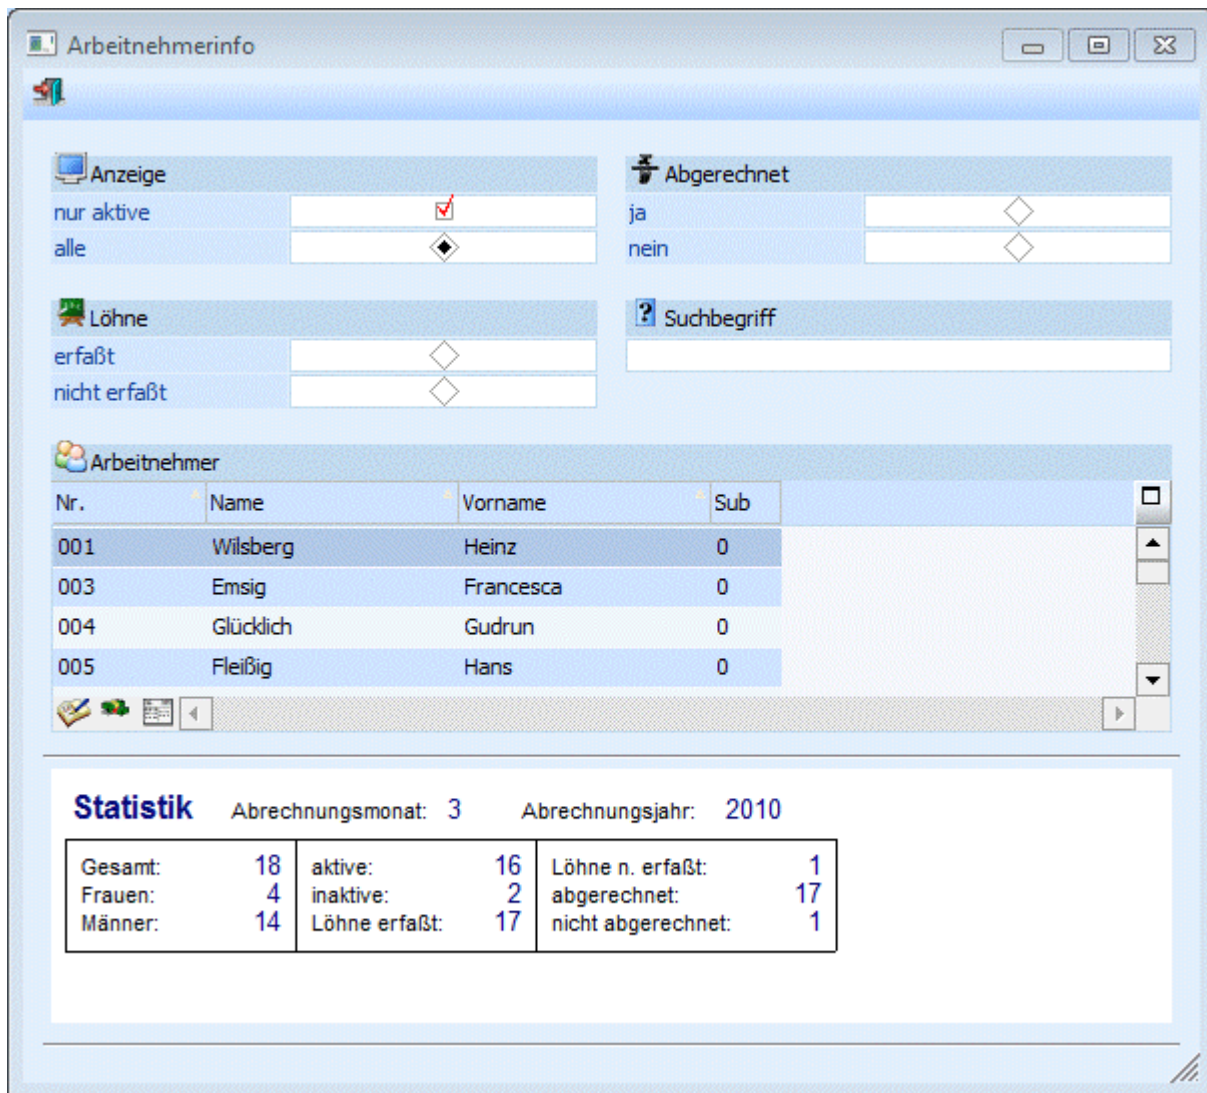 Arbeitnehmerinfo
Anzeige
nur aktive
alle
Abgerechnet
ja
nein
Löhne
erfaßt
nicht erfaßt
Suchbegriff
Arbeitnehmer
Nr. Name Vorname Sub
001 Wilsberg Heinz 0
003 Emsig Francesca 0
004 Glücklich Gudrun 0
005 Fleißig Hans 0
Statistik Abrechnungsmonat: 3 Abrechnungsjahr: 2010
Gesamt: 18 aktive: 16 Löhne n. erfaßt: 1
Frauen: 4 inaktive: 2 abgerechnet: 17
Männer: 14 Löhne erfaßt: 17 nicht abgerechnet: 1